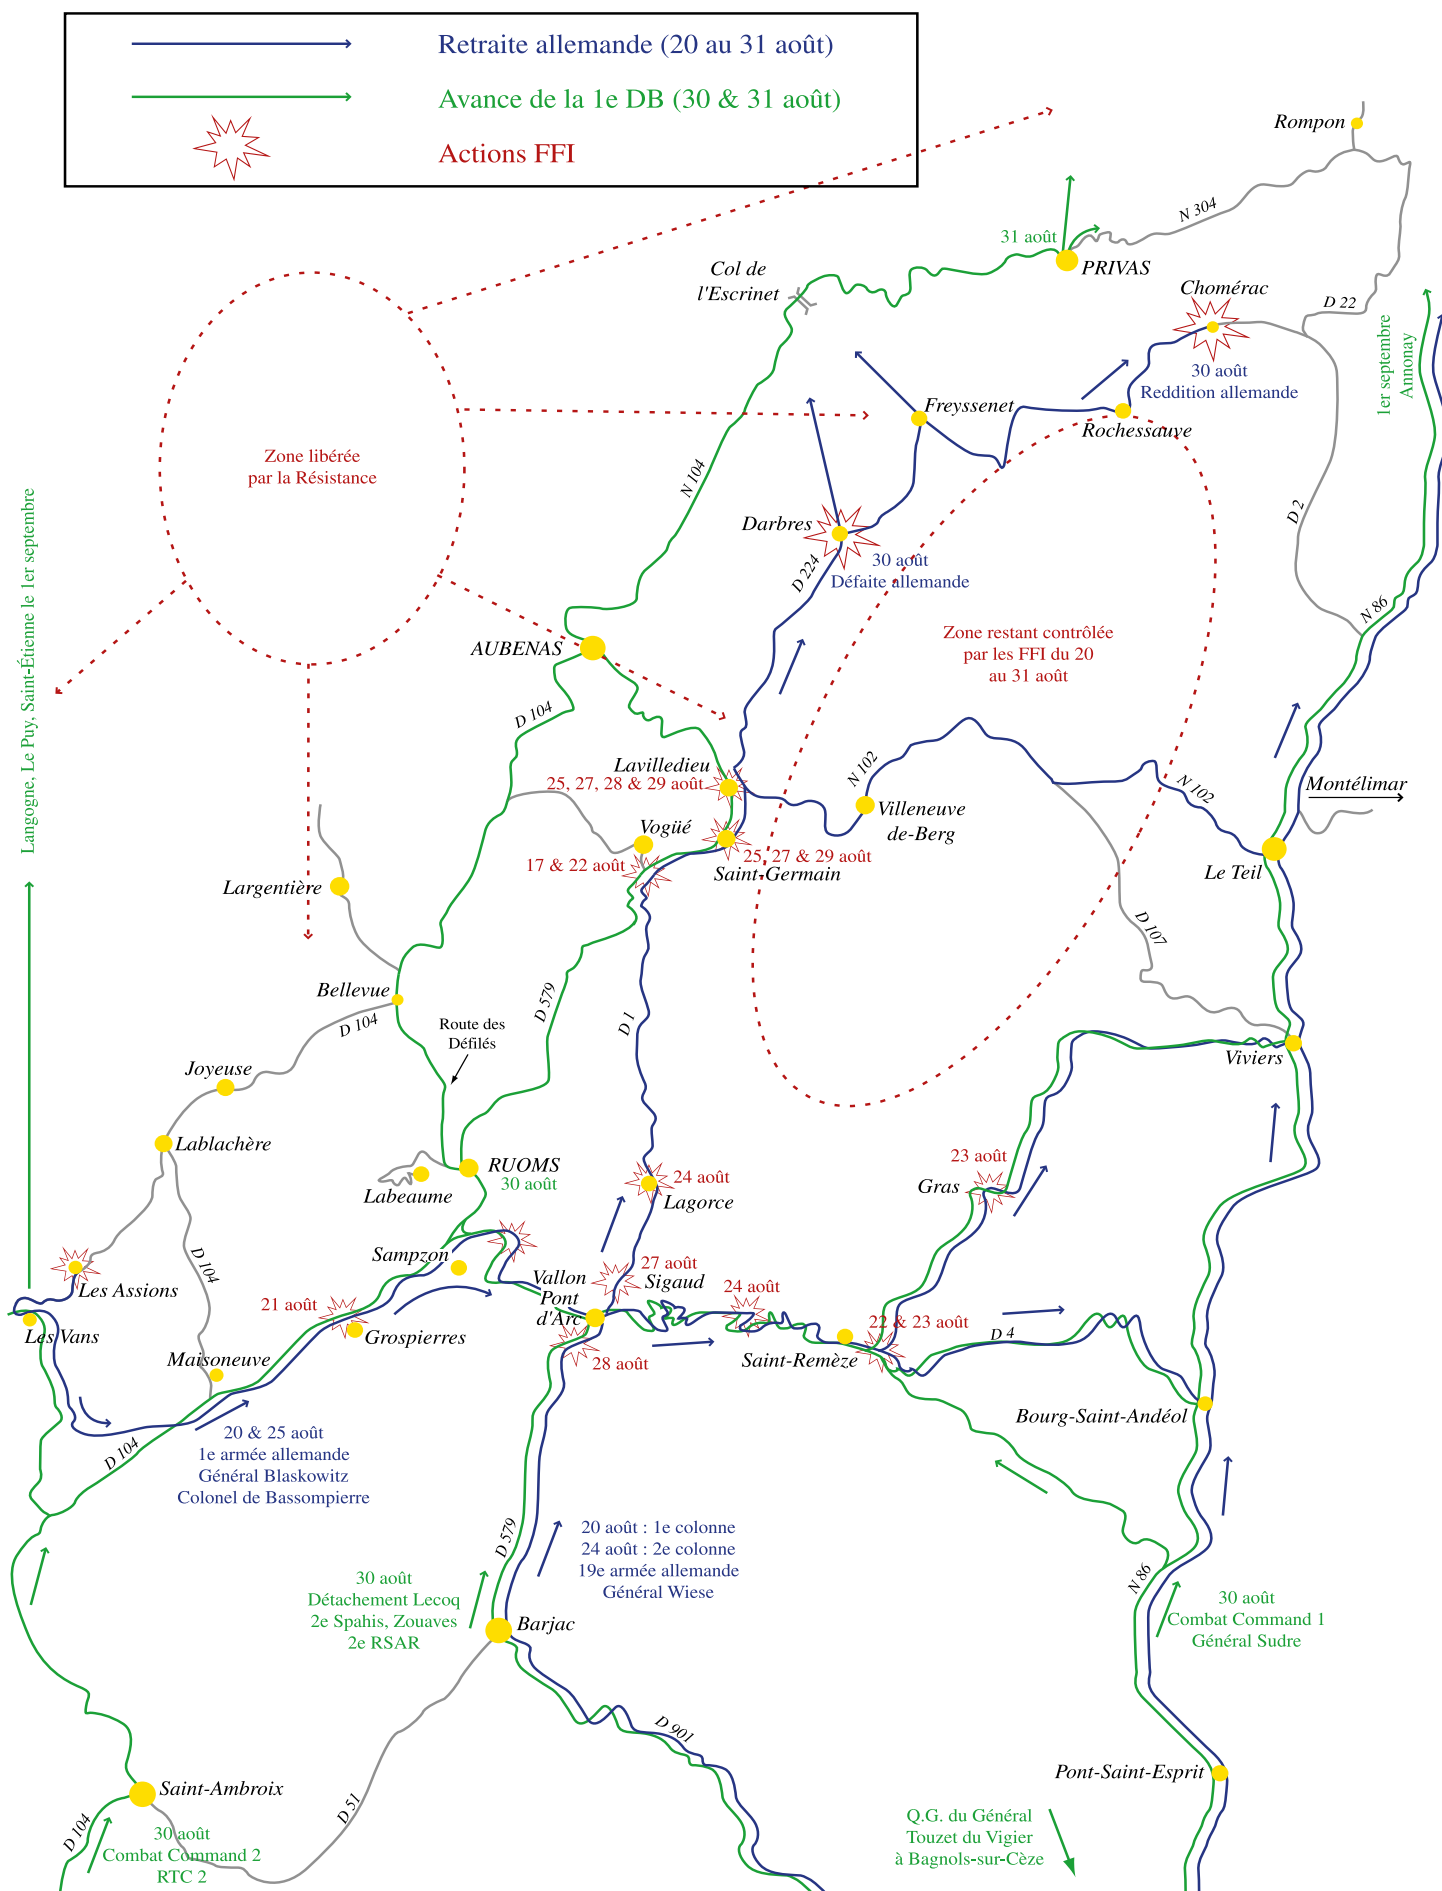 Retraite allemande (20 au 31 août)
Avance de la 1e DB (30 & 31 août)
Actions FFI
Rompon
N 304
31 août
PRIVAS
Col de
l'Escrinet
Chomérac
D 22
30 août
Reddition allemande
1er septembre
Annonay
Freyssenet
Rochessauve
Zone libérée
par la Résistance
N 104
D 2
Darbres
30 août
Défaite allemande
D 224
Langogne, Le Puy, Saint-Étienne le 1er septembre
N 86
Zone restant contrôlée
par les FFI du 20
au 31 août
AUBENAS
D 104
Lavilledieu
25, 27, 28 & 29 août
N 102
N 102
Montélimar
Villeneuve
de-Berg
Vogüé
17 & 22 août
25, 27 & 29 août
Saint-Germain
Le Teil
Largentière
D 107
Bellevue
D 104
D 579
D 1
Route des
Défilés
Viviers
Joyeuse
Lablachère
RUOMS
30 août
Labeaume
24 août
Lagorce
23 août
Gras
D 104
Sampzon
27 août
Sigaud
Vallon
Pont
d'Arc
24 août
Les Assions
21 août
Grospierres
Les Vans
22 & 23 août
D 4
Saint-Remèze
28 août
Maisoneuve
Bourg-Saint-Andéol
D 104
20 & 25 août
1e armée allemande
Général Blaskowitz
Colonel de Bassompierre
D 579
20 août : 1e colonne
24 août : 2e colonne
19e armée allemande
Général Wiese
30 août
Détachement Lecoq
2e Spahis, Zouaves
2e RSAR
Barjac
N 86
30 août
Combat Command 1
Général Sudre
D 901
Pont-Saint-Esprit
Saint-Ambroix
D 51
D 104
30 août
Combat Command 2
RTC 2
Q.G. du Général
Touzet du Vigier
à Bagnols-sur-Cèze